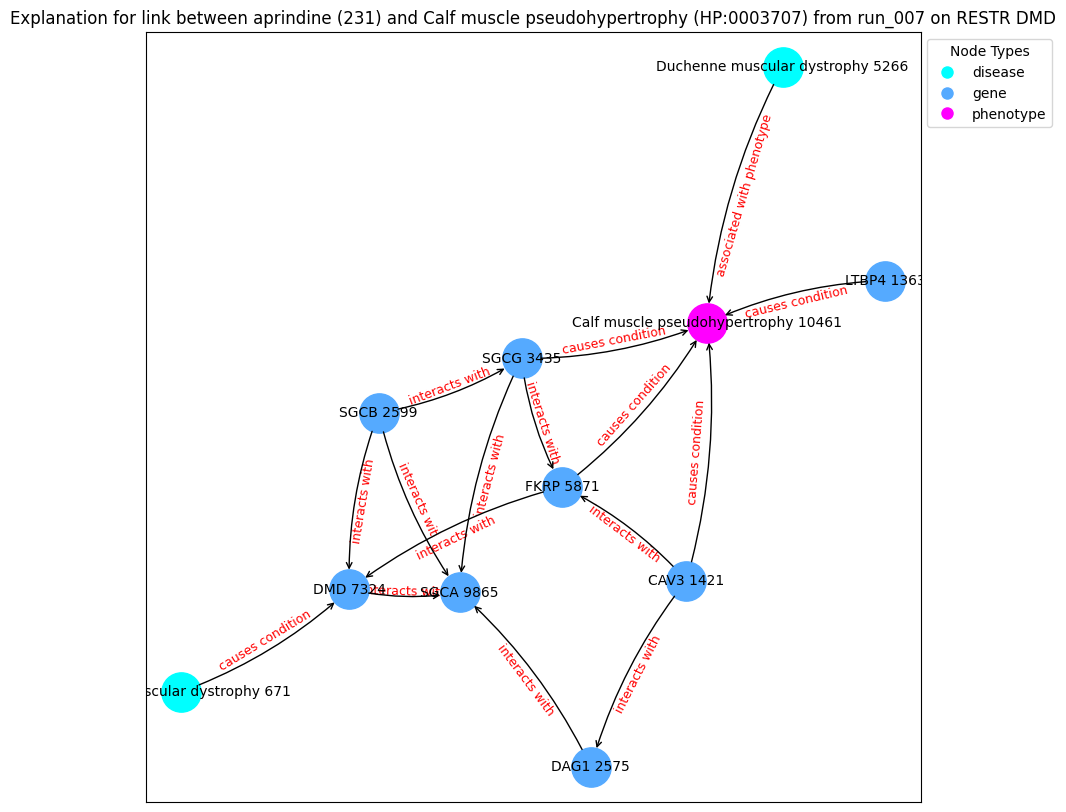 Explanation for link between aprindine (231) and Calf muscle pseudohypertrophy (HP:0003707) from run_007 on RESTR DMD
Node Types
disease
gene
phenotype
Duchenne muscular dystrophy 5266
associated with phenotype
LTBP4 1363
causes condition
Calf muscle pseudohypertrophy 10461
causes condition
SGCG 3435
interacts with
SGCB 2599
interacts with
causes condition
causes condition
interacts with
interacts with
interacts with
FKRP 5871
interacts with
interacts with
CAV3 1421
DMD 7324
SGCA 9865
causes condition
interacts with
interacts with
dystrophy 671
DAG1 2575